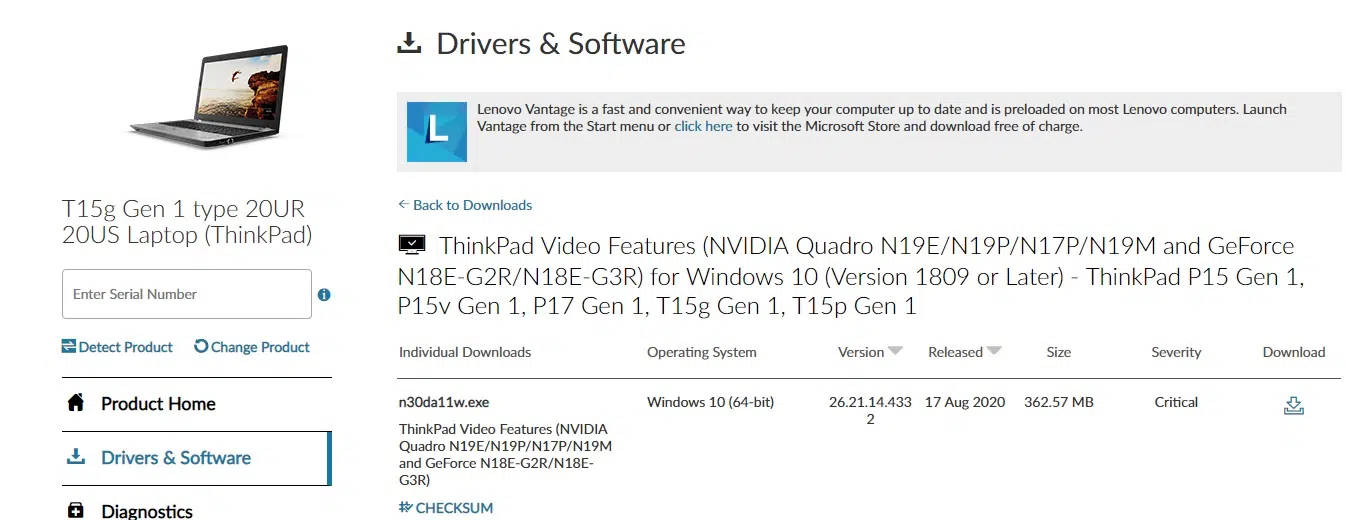 Drivers & Software
L
Lenovo Vantage is a fast and convenient way to keep your computer up to date and is preloaded on most Lenovo computers. Launch
Vantage from the Start menu or click here to visit the Microsoft Store and download free of charge.
T15g Gen 1 type 20UR
20US Laptop (ThinkPad)
Enter Serial Number
Detect Product Change Product
Product Home
Drivers & Software
Diagnostics
Back to Downloads
ThinkPad Video Features (NVIDIA Quadro N19E/N19P/N17P/N19M and GeForce
N18E-G2R/N18E-G3R) for Windows 10 (Version 1809 or Later) - ThinkPad P15 Gen 1,
P15v Gen 1, P17 Gen 1, T15g Gen 1, T15p Gen 1
Individual Downloads Operating System Version Released Size Severity Download
n30da11w.exe Windows 10 (64-bit) 26.21.14.433 17 Aug 2020 362.57 MB Critical
2
ThinkPad Video Features (NVIDIA
Quadro N19E/N19P/N17P/N19M
and GeForce N18E-G2R/N18E-
G3R)
CHECKSUM